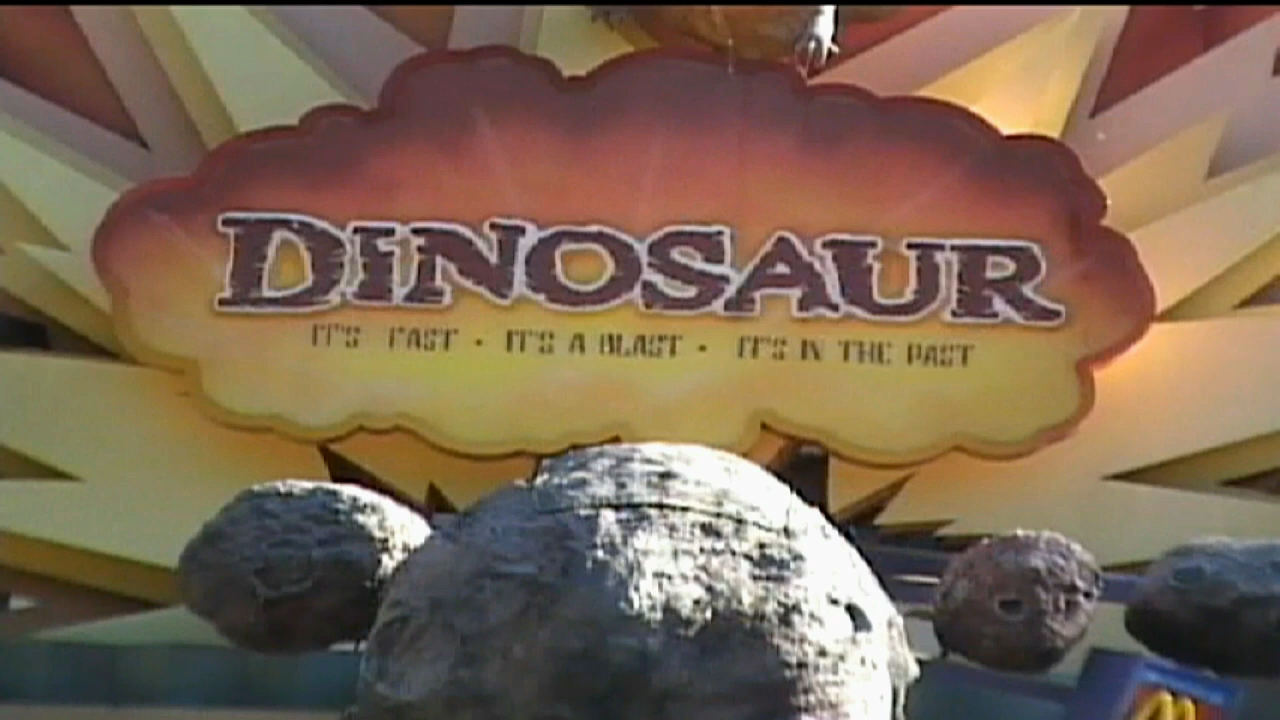 DINOSAUR
IT'S FAST • IT'S A BLAST • IT'S IN THE PAST